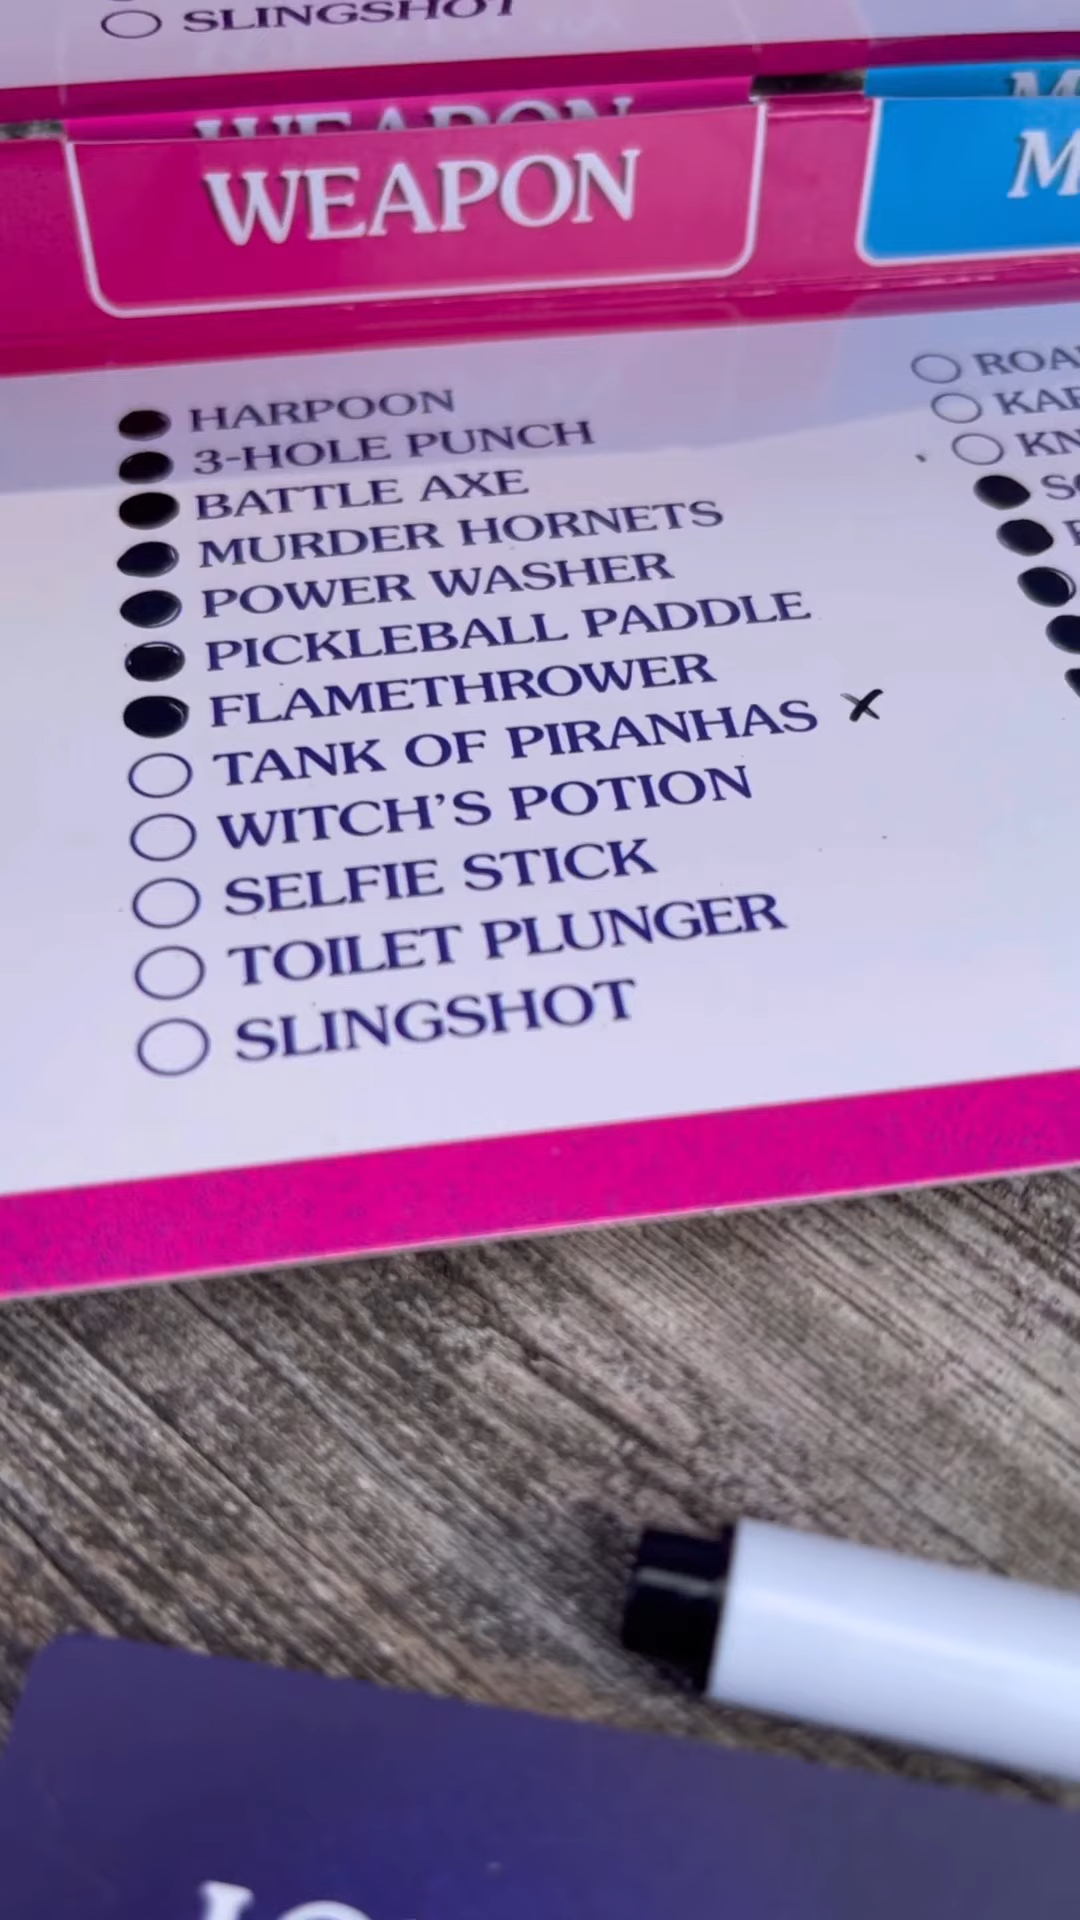 SLINGSHOT
WEAPON
WEAPON
HARPOON
3-HOLE PUNCH
BATTLE AXE
MURDER HORNETS
POWER WASHER
PICKLEBALL PADDLE
FLAMETHROWER
TANK OF PIRANHAS X
WITCH'S POTION
SELFIE STICK
TOILET PLUNGER
SLINGSHOT